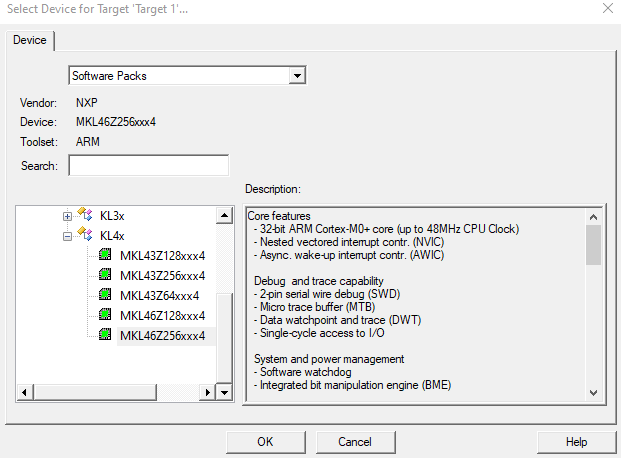 Select Device for Target 'Target 1'...
Device
Software Packs
Vendor: NXP
Device: MKL46Z256xxx4
Toolset: ARM
Search:
Description:
KL3x
KL4x
MKL43Z128xxx4
MKL43Z256xxx4
MKL43Z64xxx4
MKL46Z128xxx4
MKL46Z256xxx4
Core features
- 32-bit ARM Cortex-M0+ core (up to 48MHz CPU Clock)
- Nested vectored interrupt contr. (NVIC)
- Async. wake-up interrupt contr. (AWIC)
Debug and trace capability
- 2-pin serial wire debug (SWD)
- Micro trace buffer (MTB)
- Data watchpoint and trace (DWT)
- Single-cycle access to I/O
System and power management
- Software watchdog
- Integrated bit manipulation engine (BME)
OK Cancel Help